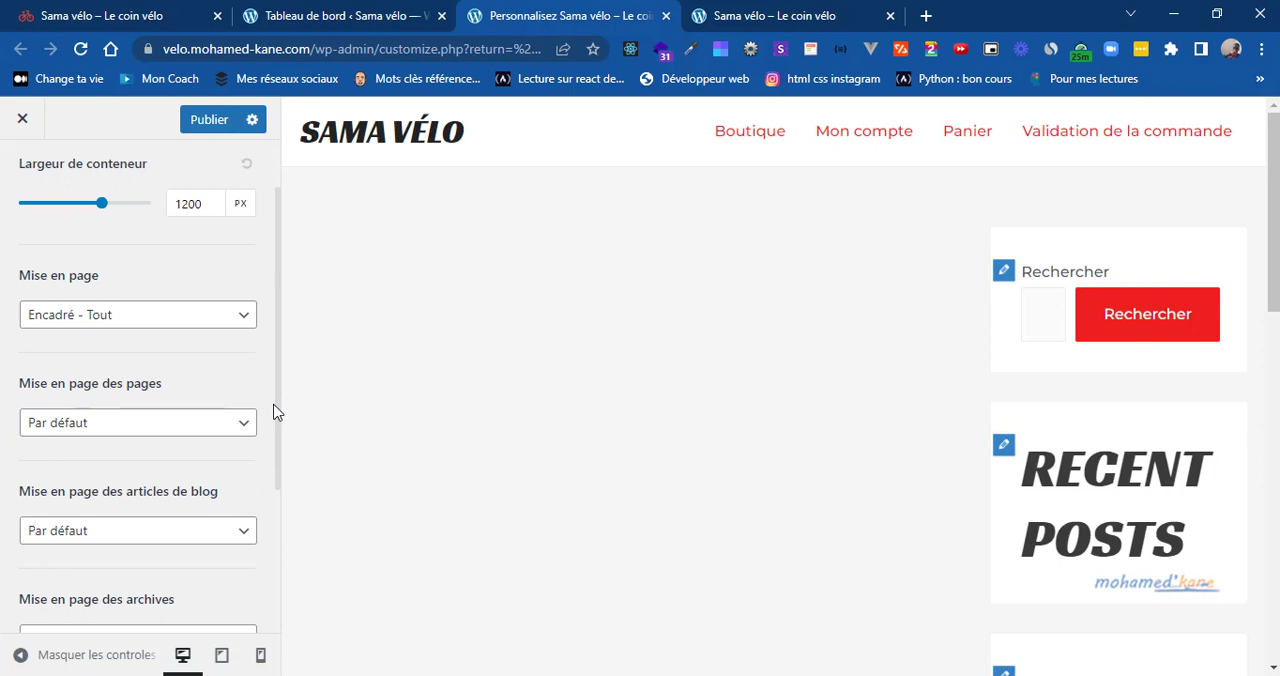 Sama vélo – Le coin vélo
Tableau de bord ‹ Sama vélo — W
Personnalisez Sama vélo – Le coi
Sama vélo – Le coin vélo
velo.mohamed-kane.com/wp-admin/customize.php?return=%2...
31
25m
Change ta vie
Mon Coach
Mes réseaux sociaux
Mots clés référence...
Lecture sur react de...
Développeur web
html css instagram
Python : bon cours
Pour mes lectures
»
Publier
SAMA VÉLO
Boutique
Mon compte
Panier
Validation de la commande
Largeur de conteneur
1200
PX
Mise en page
Encadré - Tout
Mise en page des pages
Par défaut
Mise en page des articles de blog
Par défaut
Mise en page des archives
Masquer les controles
Rechercher
Rechercher
RECENT
POSTS
mohamed'kane